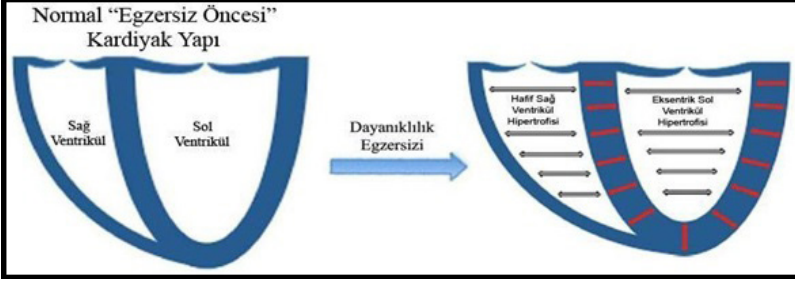 Normal “Egzersiz Öncesi”
Kardiyak Yapı
Sağ
Ventrikül
Sol
Ventrikül
Dayanıklılık
Egzersizi
Hafif Sağ
Ventrikül
Hipertrofisi
Eksentrik Sol
Ventrikül
Hipertrofisi